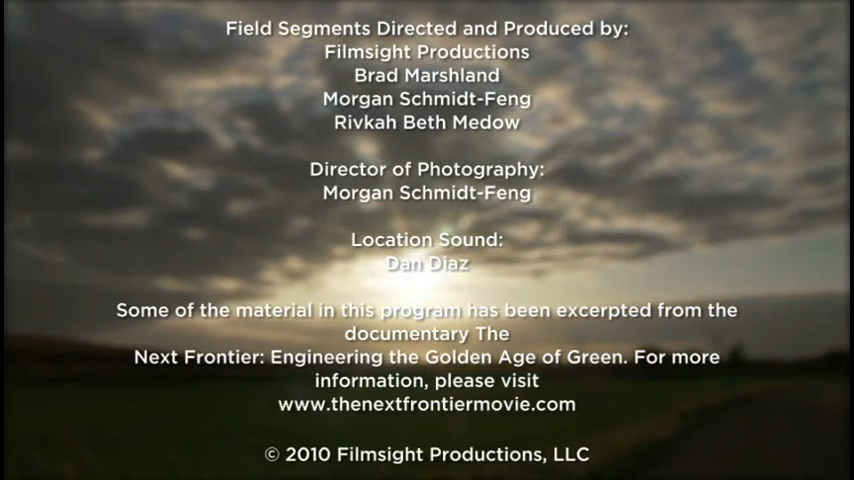 Field Segments Directed and Produced by:
Filmsight Productions
Brad Marshland
Morgan Schmidt-Feng
Rivkah Beth Medow
Director of Photography:
Morgan Schmidt-Feng
Location Sound:
Dan Diaz
Some of the material in this program has been excerpted from the
documentary The
Next Frontier: Engineering the Golden Age of Green. For more
information, please visit
www.thenextfrontiermovie.com
© 2010 Filmsight Productions, LLC